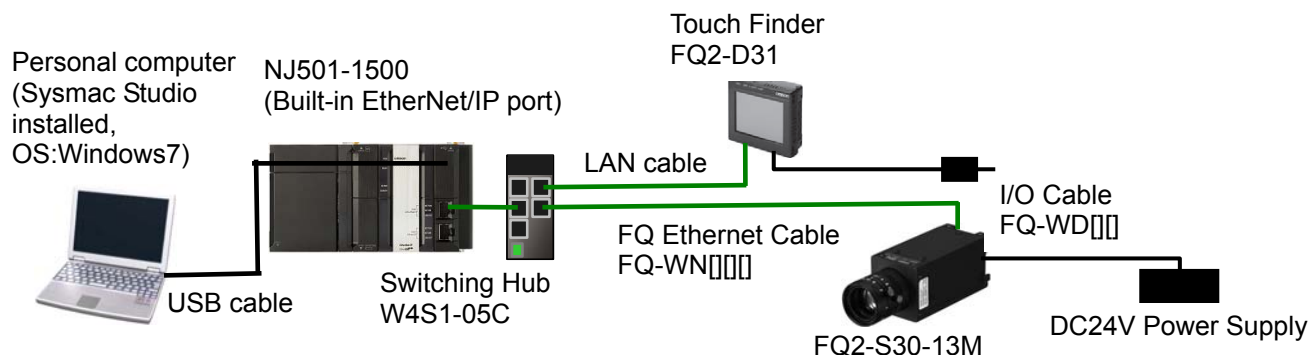 Touch Finder
FQ2-D31
Personal computer
(Sysmac Studio
installed,
OS:Windows7)
NJ501-1500
(Built-in EtherNet/IP port)
LAN cable
I/O Cable
FQ-WD[][]
FQ Ethernet Cable
FQ-WN[][][]
Switching Hub
W4S1-05C
USB cable
DC24V Power Supply
FQ2-S30-13M